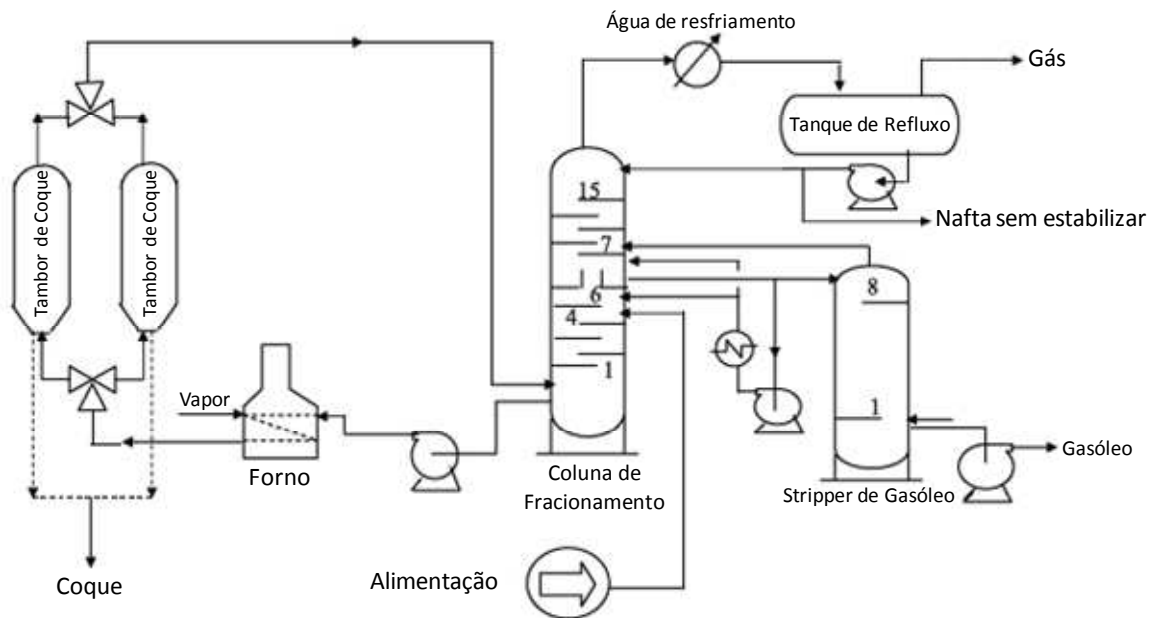 Água de resfriamento
Gás
Tanque de Refluxo
Tambor de Coque
Tambor de Coque
15
Nafta sem estabilizar
7
6
8
4
1
Vapor
1
Forno
Gasóleo
Coluna de
Fracionamento
Stripper de Gasóleo
Coque
Alimentação